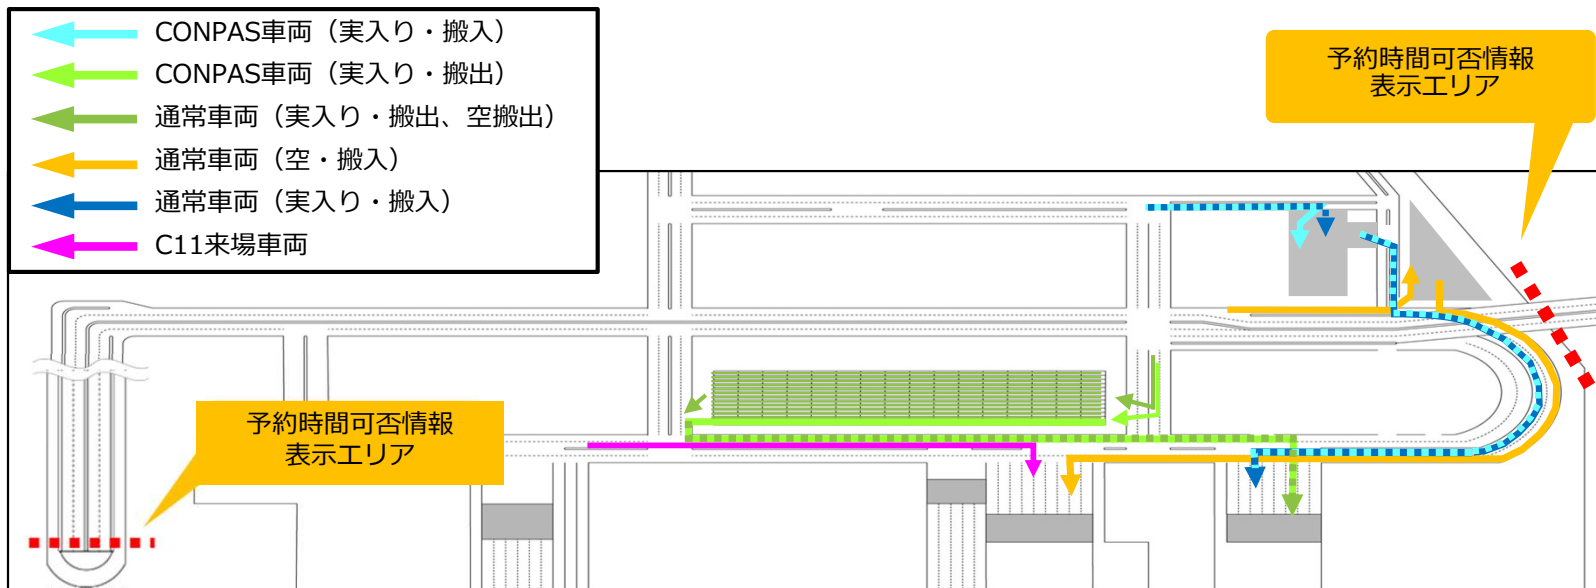 CONPAS車両（実入り・搬入）
CONPAS車両（実入り・搬出）
通常車両（実入り・搬出、空搬出）
通常車両（空・搬入）
通常車両（実入り・搬入）
C11来場車両
予約時間可否情報
表示エリア
予約時間可否情報
表示エリア